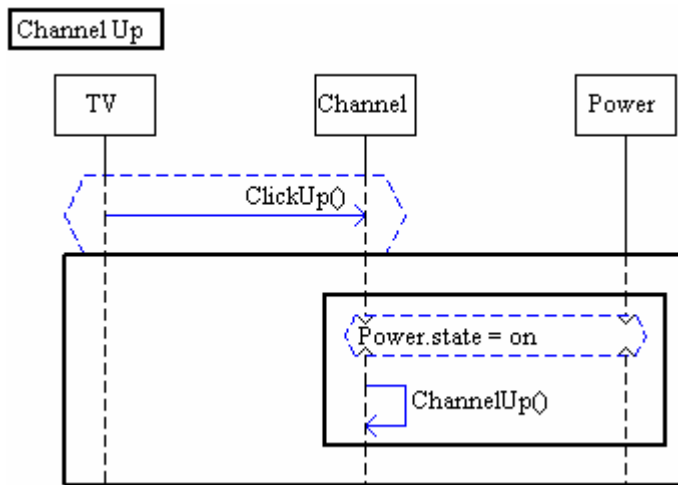 Channel Up
TV
Channel
Power
ClickUp()
Power.state = on
ChannelUp()